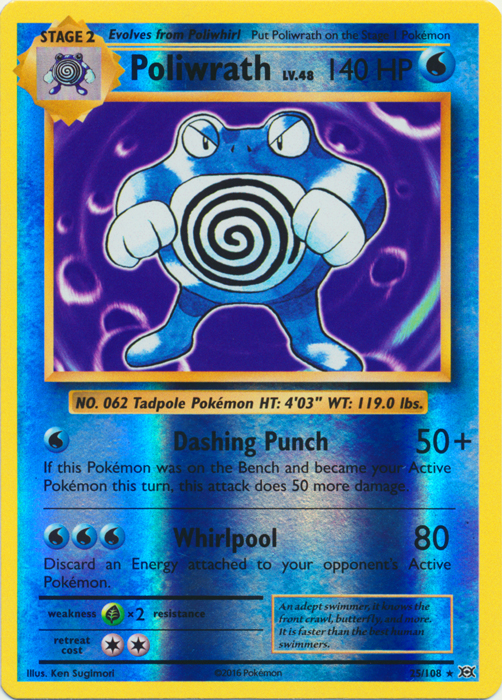 STAGE 2 Evolves from Poliwhirl Put Poliwrath on the Stage 1 Pokémon
Poliwrath LV.48 140 HP
NO. 062 Tadpole Pokémon HT: 4'03" WT: 119.0 lbs.
Dashing Punch 50+
If this Pokémon was on the Bench and became your Active
Pokémon this turn, this attack does 50 more damage.
Whirlpool 80
Discard an Energy attached to your opponent's Active
Pokémon.
weakness ×2 resistance
retreat
cost
An adept swimmer, it knows the
front crawl, butterfly, and more.
It is faster than the best human
swimmers.
Illus. Ken Sugimori ©2016 Pokémon 25/108 ★